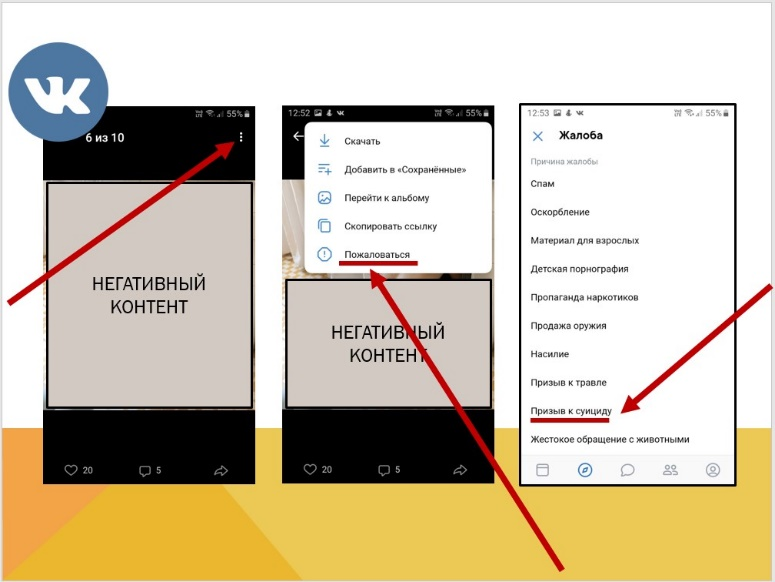 VK
55%
6 из 10
НЕГАТИВНЫЙ
КОНТЕНТ
20
5
12:52
55%
Скачать
Добавить в «Сохранённые»
Перейти к альбому
Скопировать ссылку
Пожаловаться
НЕГАТИВНЫЙ
КОНТЕНТ
20
5
12:53
55%
Жалоба
Причина жалобы
Спам
Оскорбление
Материал для взрослых
Детская порнография
Пропаганда наркотиков
Продажа оружия
Насилие
Призыв к травле
Призыв к суициду
Жестокое обращение с животными